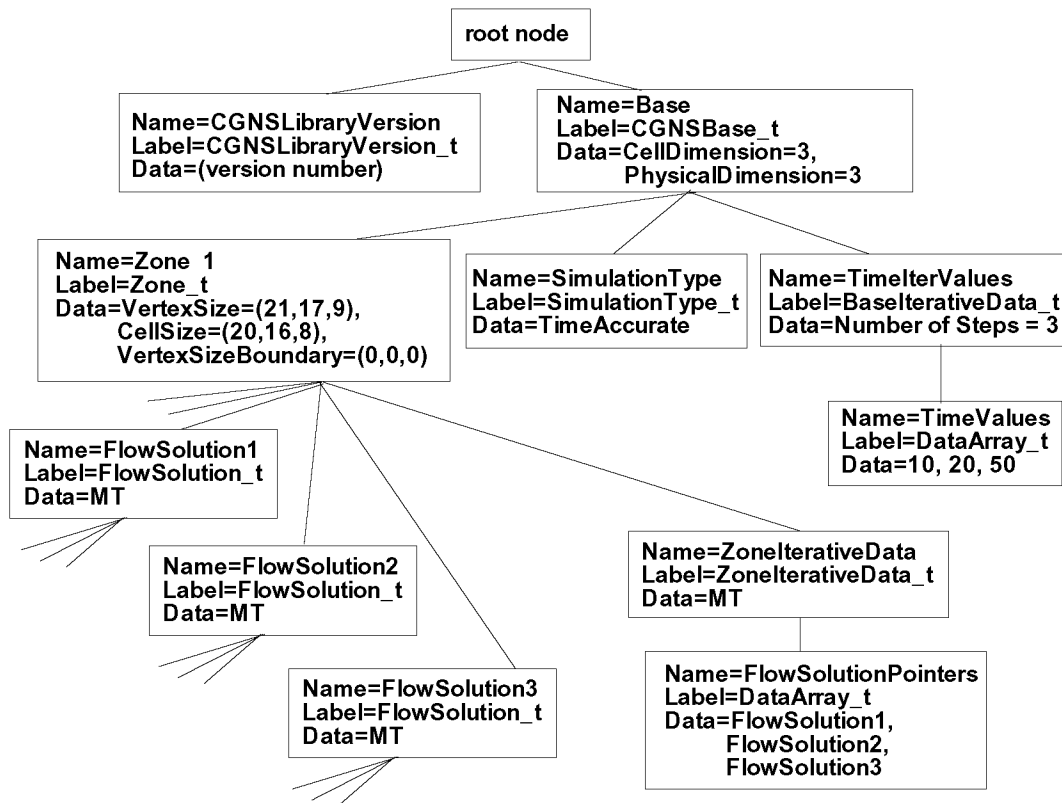 root node
Name=CGNSLibraryVersion
Label=CGNSLibraryVersion_t
Data=(version number)
Name=Base
Label=CGNSBase_t
Data=CellDimension=3,
PhysicalDimension=3
Name=Zone 1
Label=Zone_t
Data=VertexSize=(21,17,9),
CellSize=(20,16,8),
VertexSizeBoundary=(0,0,0)
Name=SimulationType
Label=SimulationType_t
Data=TimeAccurate
Name=TimeIterValues
Label=BaseIterativeData_t
Data=Number of Steps = 3
Name=TimeValues
Label=DataArray_t
Data=10, 20, 50
Name=FlowSolution1
Label=FlowSolution_t
Data=MT
Name=FlowSolution2
Label=FlowSolution_t
Data=MT
Name=FlowSolution3
Label=FlowSolution_t
Data=MT
Name=ZoneIterativeData
Label=ZoneIterativeData_t
Data=MT
Name=FlowSolutionPointers
Label=DataArray_t
Data=FlowSolution1,
FlowSolution2,
FlowSolution3